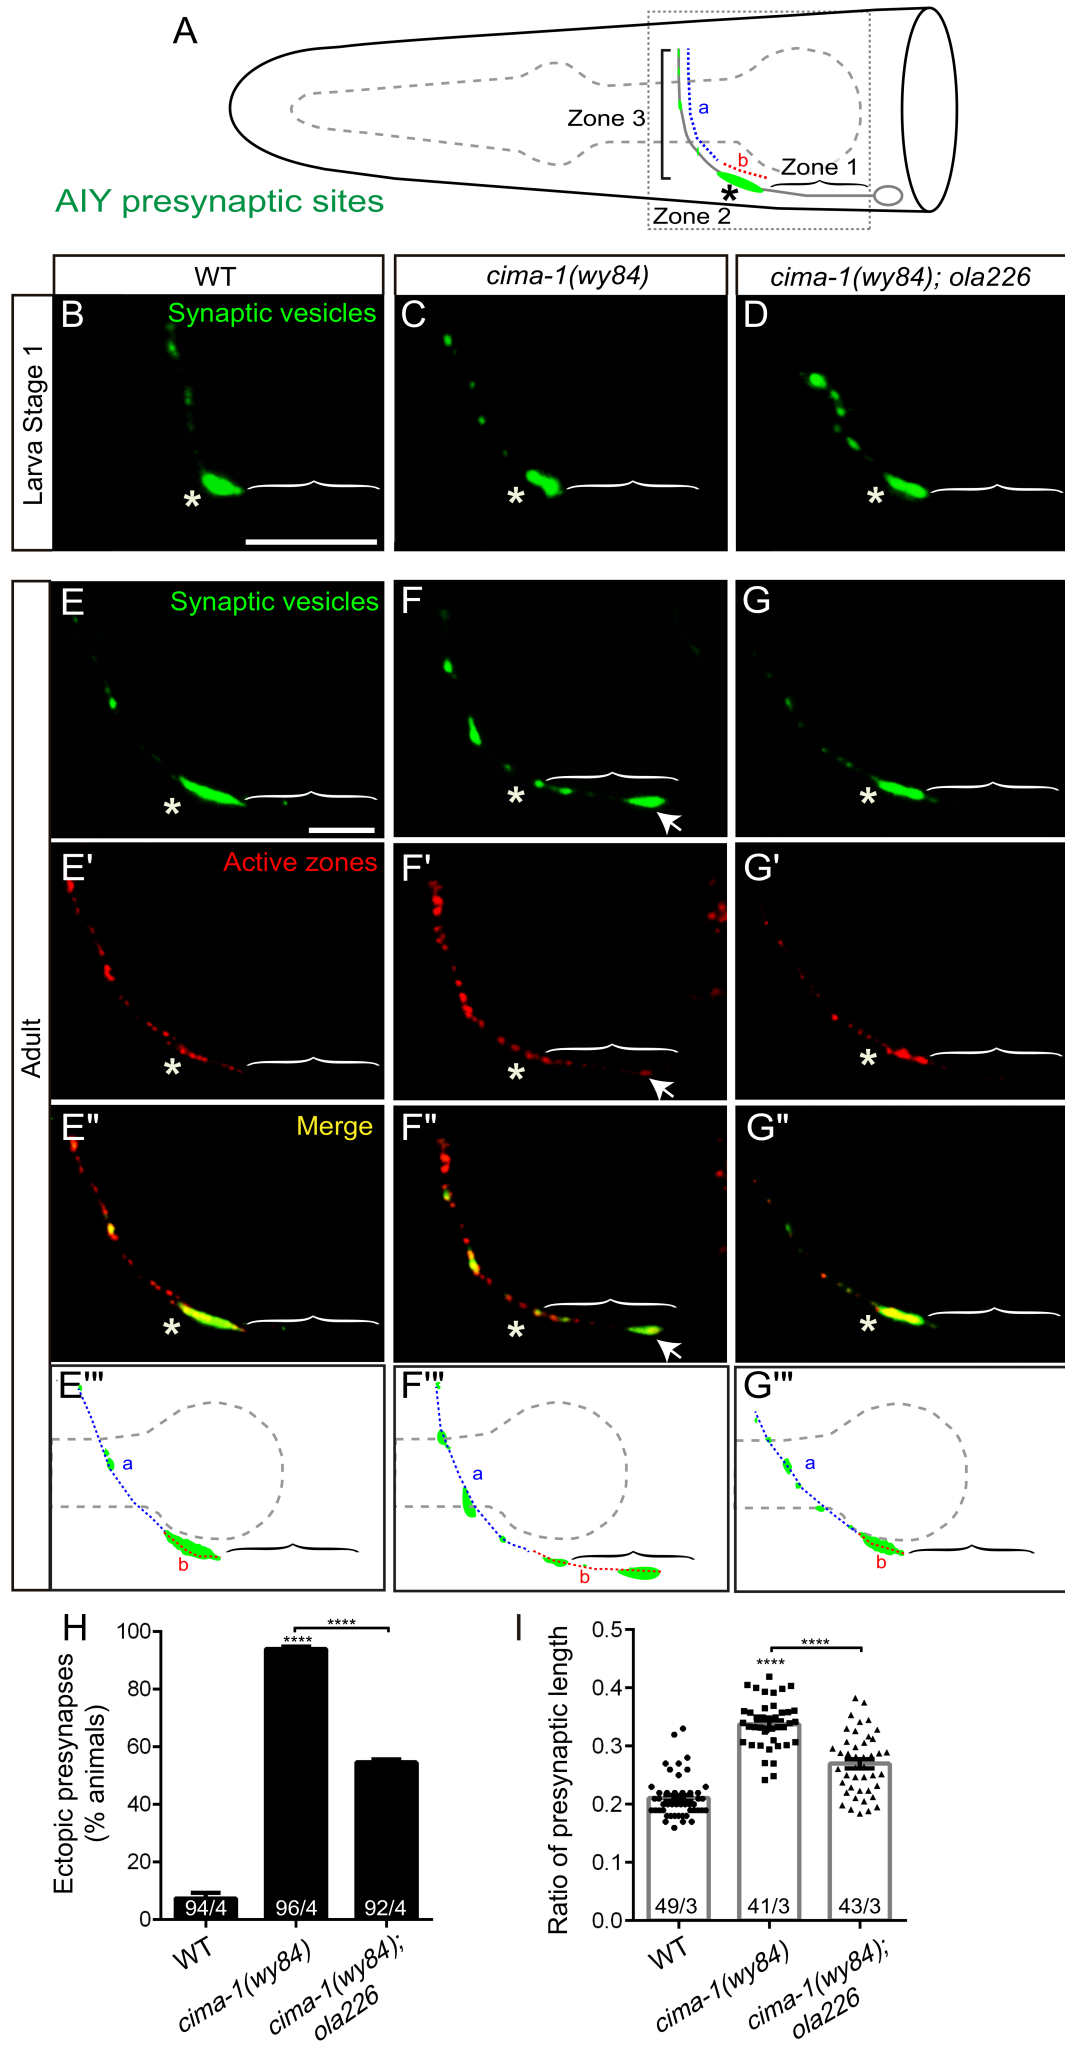 A
Zone 3
a
b
Zone 1
*
Zone 2
AIY presynaptic sites
WT
cima-1(wy84)
cima-1(wy84); ola226
Larva Stage 1
B
Synaptic vesicles
*
C
*
D
*
Adult
E
Synaptic vesicles
*
F
*
G
*
E'
Active zones
*
F'
*
G'
*
E"
Merge
*
F"
*
G"
*
E"'
a
b
F"'
a
b
G"'
a
b
H
Ectopic presynapses
(% animals)
100
80
60
40
20
0
****
****
94/4
96/4
92/4
WT
cima-1(wy84)
cima-1(wy84);
ola226
I
Ratio of presynaptic length
0.5
0.4
0.3
0.2
0.1
0.0
****
****
49/3
41/3
43/3
WT
cima-1(wy84)
cima-1(wy84);
ola226